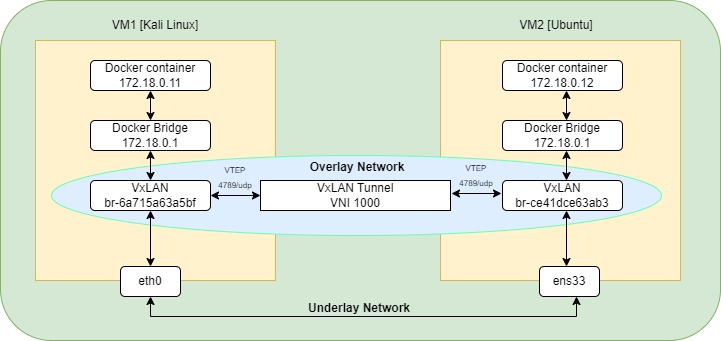 VM1 [Kali Linux]
VM2 [Ubuntu]
Docker container
172.18.0.11
Docker container
172.18.0.12
Docker Bridge
172.18.0.1
Docker Bridge
172.18.0.1
Overlay Network
VTEP
4789/udp
VTEP
4789/udp
VxLAN
br-6a715a63a5bf
VxLAN Tunnel
VNI 1000
VxLAN
br-ce41dce63ab3
eth0
ens33
Underlay Network